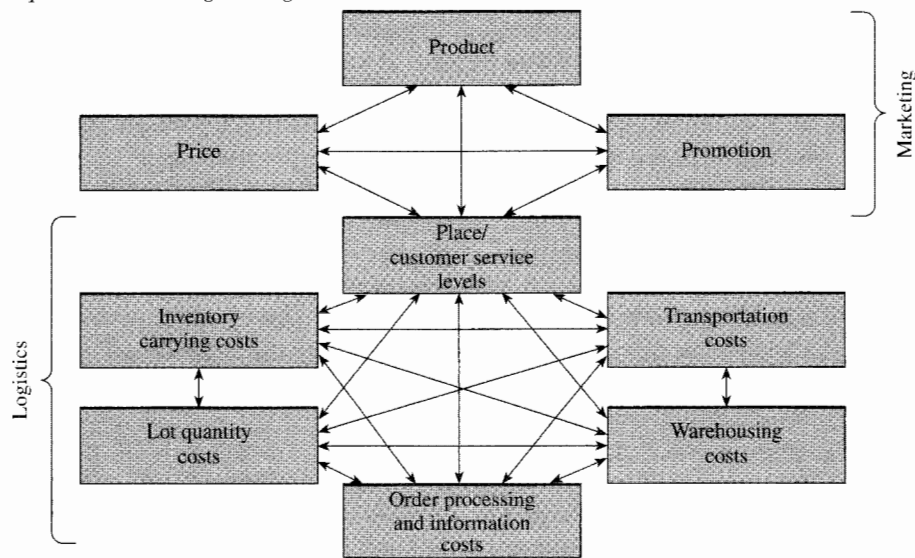 Product
Price
Promotion
Marketing
Place/
customer service
levels
Inventory
carrying costs
Transportation
costs
Logistics
Lot quantity
costs
Warehousing
costs
Order processing
and information
costs